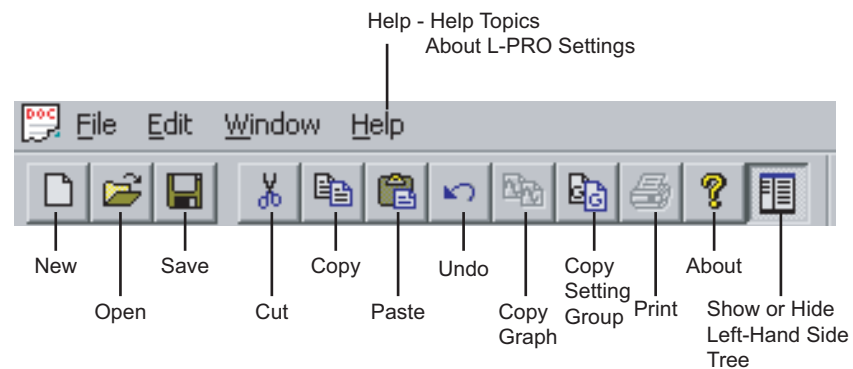 Help - Help Topics
About L-PRO Settings
DOC
File Edit Window Help
G G
New
Save
Copy
Undo
Copy
Setting
Group
About
Open
Cut
Paste
Copy
Graph
Print
Show or Hide
Left-Hand Side
Tree